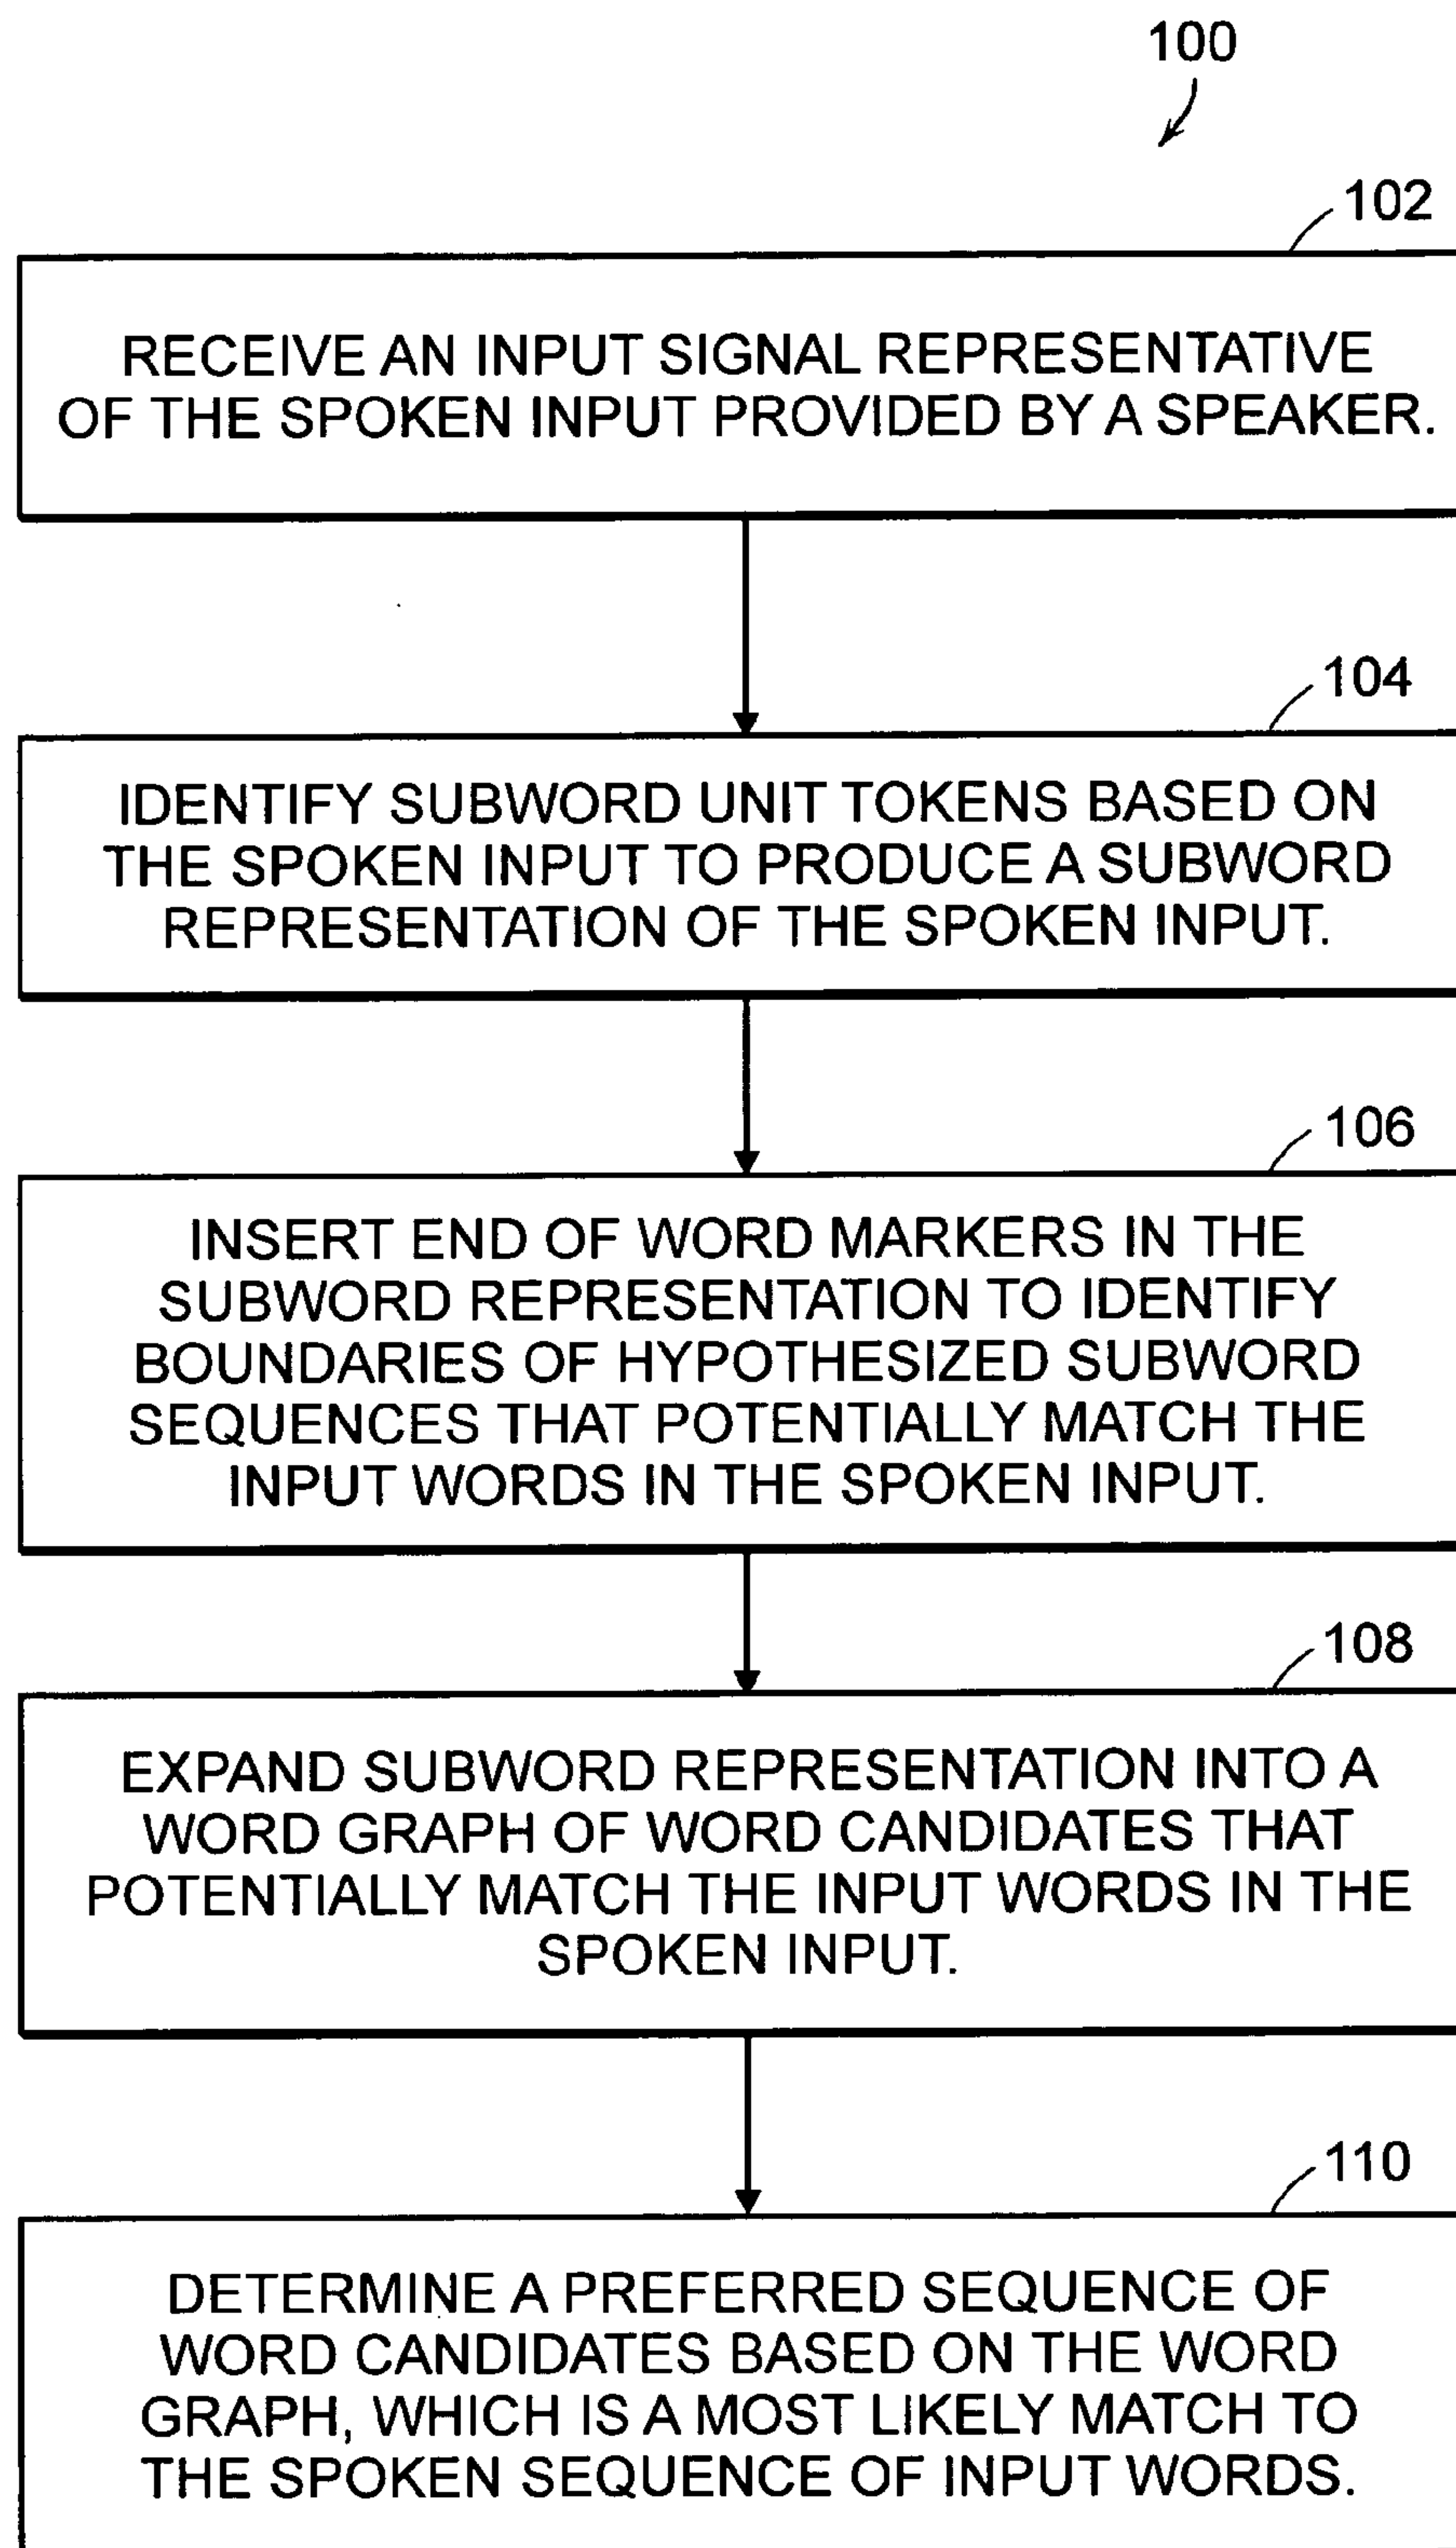 100
102
RECEIVE AN INPUT SIGNAL REPRESENTATIVE
OF THE SPOKEN INPUT PROVIDED BY A SPEAKER.
104
IDENTIFY SUBWORD UNIT TOKENS BASED ON
THE SPOKEN INPUT TO PRODUCE A SUBWORD
REPRESENTATION OF THE SPOKEN INPUT.
106
INSERT END OF WORD MARKERS IN THE
SUBWORD REPRESENTATION TO IDENTIFY
BOUNDARIES OF HYPOTHESIZED SUBWORD
SEQUENCES THAT POTENTIALLY MATCH THE
INPUT WORDS IN THE SPOKEN INPUT.
108
EXPAND SUBWORD REPRESENTATION INTO A
WORD GRAPH OF WORD CANDIDATES THAT
POTENTIALLY MATCH THE INPUT WORDS IN THE
SPOKEN INPUT.
110
DETERMINE A PREFERRED SEQUENCE OF
WORD CANDIDATES BASED ON THE WORD
GRAPH, WHICH IS A MOST LIKELY MATCH TO
THE SPOKEN SEQUENCE OF INPUT WORDS.